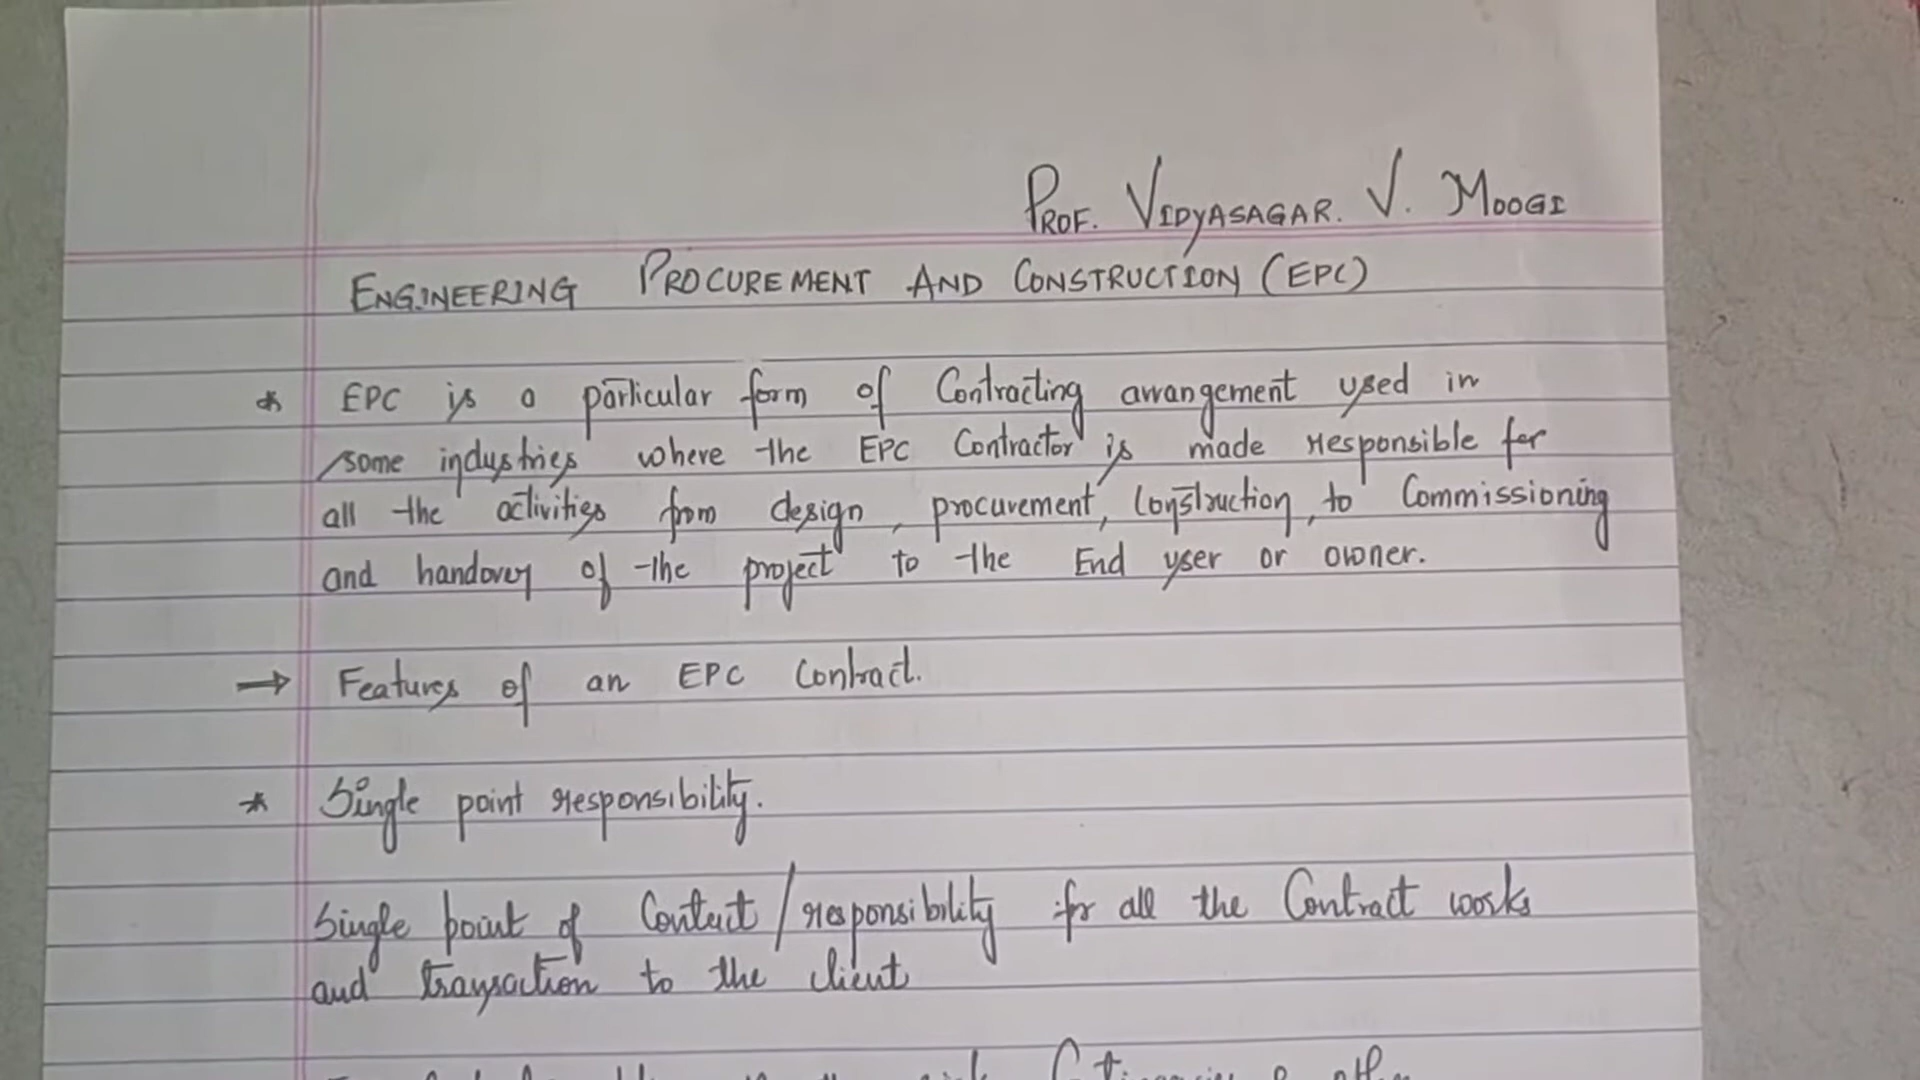 PROF. VIDYASAGAR. V. MOOGI
ENGINEERING PROCUREMENT AND CONSTRUCTION (EPC)
* EPC is a particular form of Contracting arrangement used in
some industries where the EPC Contractor is made responsible for
all the activities from design, procurement, construction, to Commissioning
and handover of the project to the End user or owner.
→ Features of an EPC Contract.
* Single point responsibility.
Single point of Contact / responsibility for all the Contract works
and transaction to the client